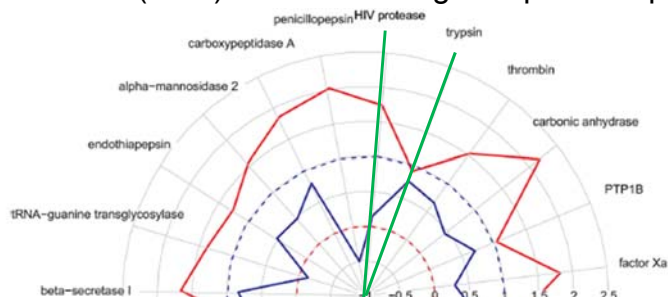 penicillopepsin HIV protease
carboxypeptidase A
trypsin
thrombin
alpha−mannosidase 2
carbonic anhydrase
endothiapepsin
PTP1B
tRNA−guanine transglycosylase
factor Xa
beta−secretase I
−0.5 0 0.5 1 1.5 2 2.5